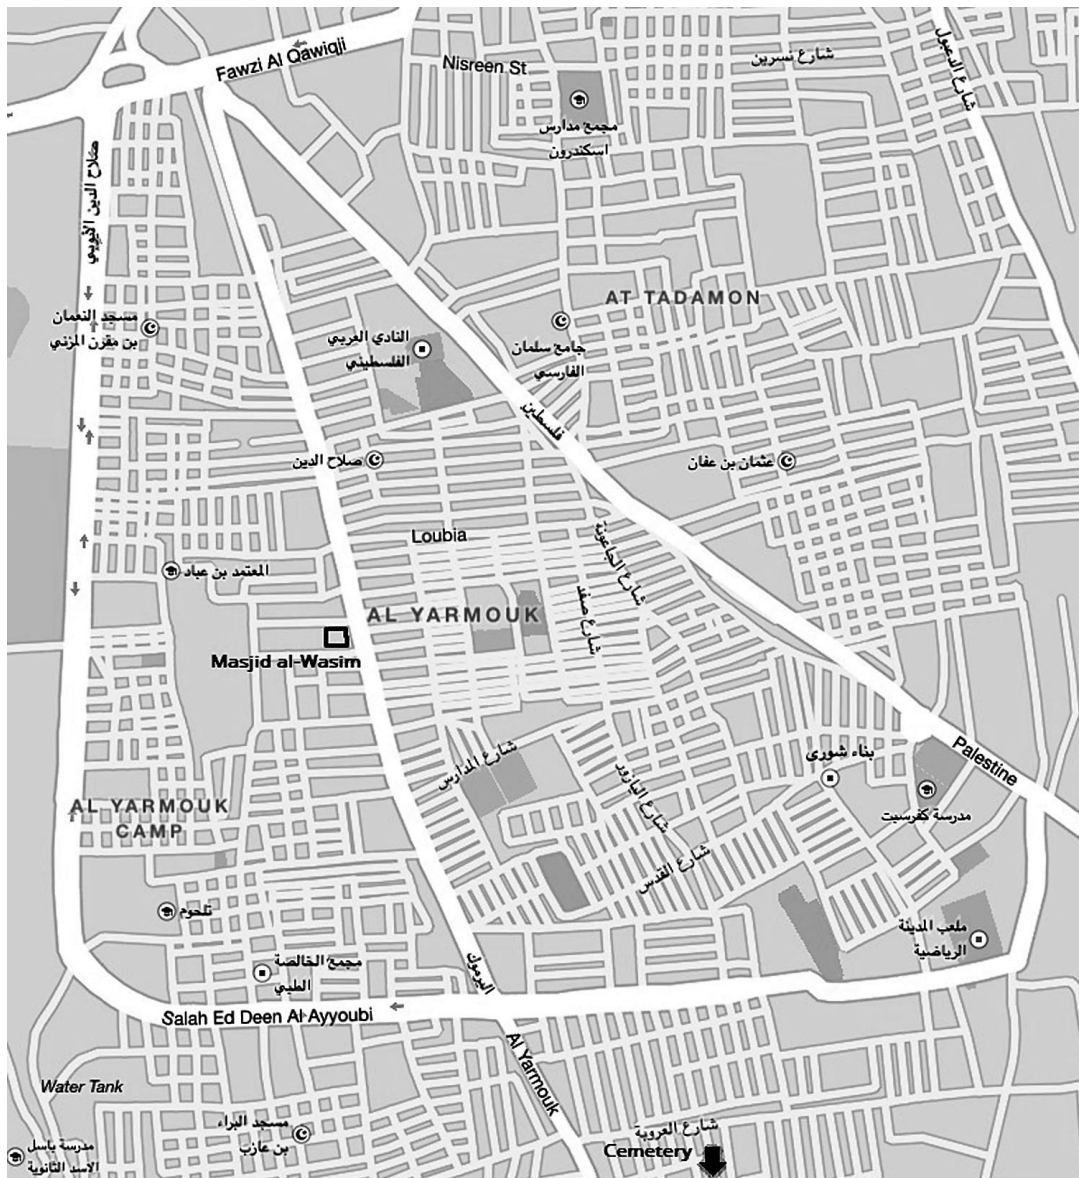 Fawzi Al Qawiqji
Nisreen St
شارع نسرين
شارع الدعبول
مجمع مدارس
اسكندرون
صلاح الدين الأيوبي
AT TADAMON
مسجد النعمان
بن مقرن المزني
النادي العربي
الفلسطيني
جامع سلمان
الفارسي
فلسطين
صلاح الدين
عثمان بن عفان
Loubia
شارع الجاعونة
المعتمد بن عباد
شارع صفد
AL YARMOUK
Masjid al-Wasim
شارع المدارس
بناء شورى
Palestine
شارع اليازور
AL YARMOUK
CAMP
مدرسة كفرسبت
شارع القدس
تلحوم
ملعب المدينة
الرياضية
مجمع الخالصة
الطبي
اليرموك
Salah Ed Deen Al Ayyoubi
Al Yarmouk
Water Tank
مسجد البراء
بن عازب
شارع العروبة
Cemetery
مدرسة باسل
الاسد الثانوية